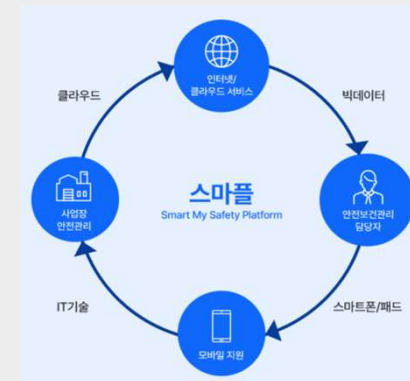 인터넷/
클라우드 서비스
클라우드
빅데이터
스마플
Smart My Safety Platform
사업장
안전관리
안전보건관리
담당자
IT기술
스마트폰/패드
모바일 지원